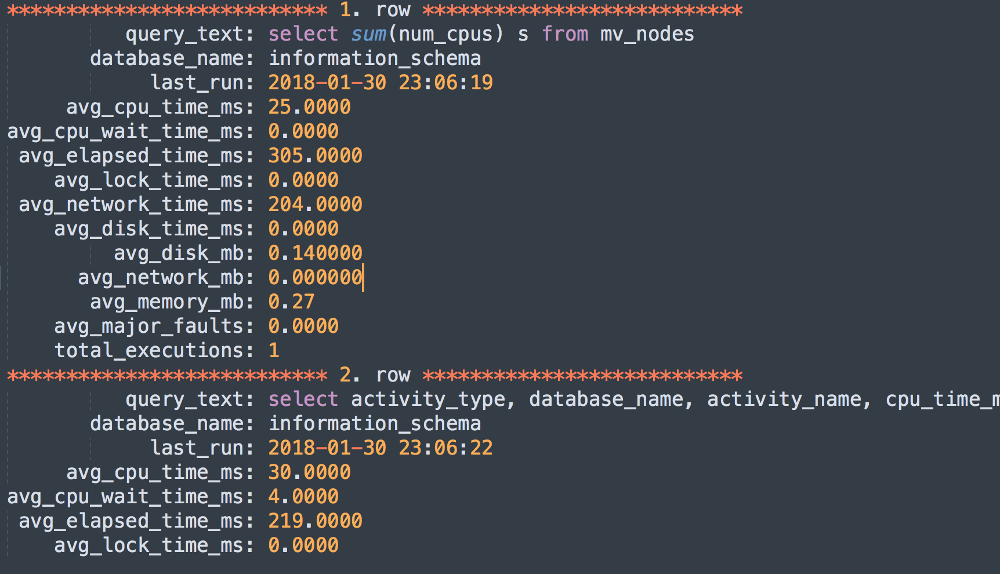 *************************** 1. row ***************************
query_text: select sum(num_cpus) s from mv_nodes
database_name: information_schema
last_run: 2018-01-30 23:06:19
avg_cpu_time_ms: 25.0000
avg_cpu_wait_time_ms: 0.0000
avg_elapsed_time_ms: 305.0000
avg_lock_time_ms: 0.0000
avg_network_time_ms: 204.0000
avg_disk_time_ms: 0.0000
avg_disk_mb: 0.140000
avg_network_mb: 0.000000
avg_memory_mb: 0.27
avg_major_faults: 0.0000
total_executions: 1
*************************** 2. row ***************************
query_text: select activity_type, database_name, activity_name, cpu_time_m
database_name: information_schema
last_run: 2018-01-30 23:06:22
avg_cpu_time_ms: 30.0000
avg_cpu_wait_time_ms: 4.0000
avg_elapsed_time_ms: 219.0000
avg_lock_time_ms: 0.0000